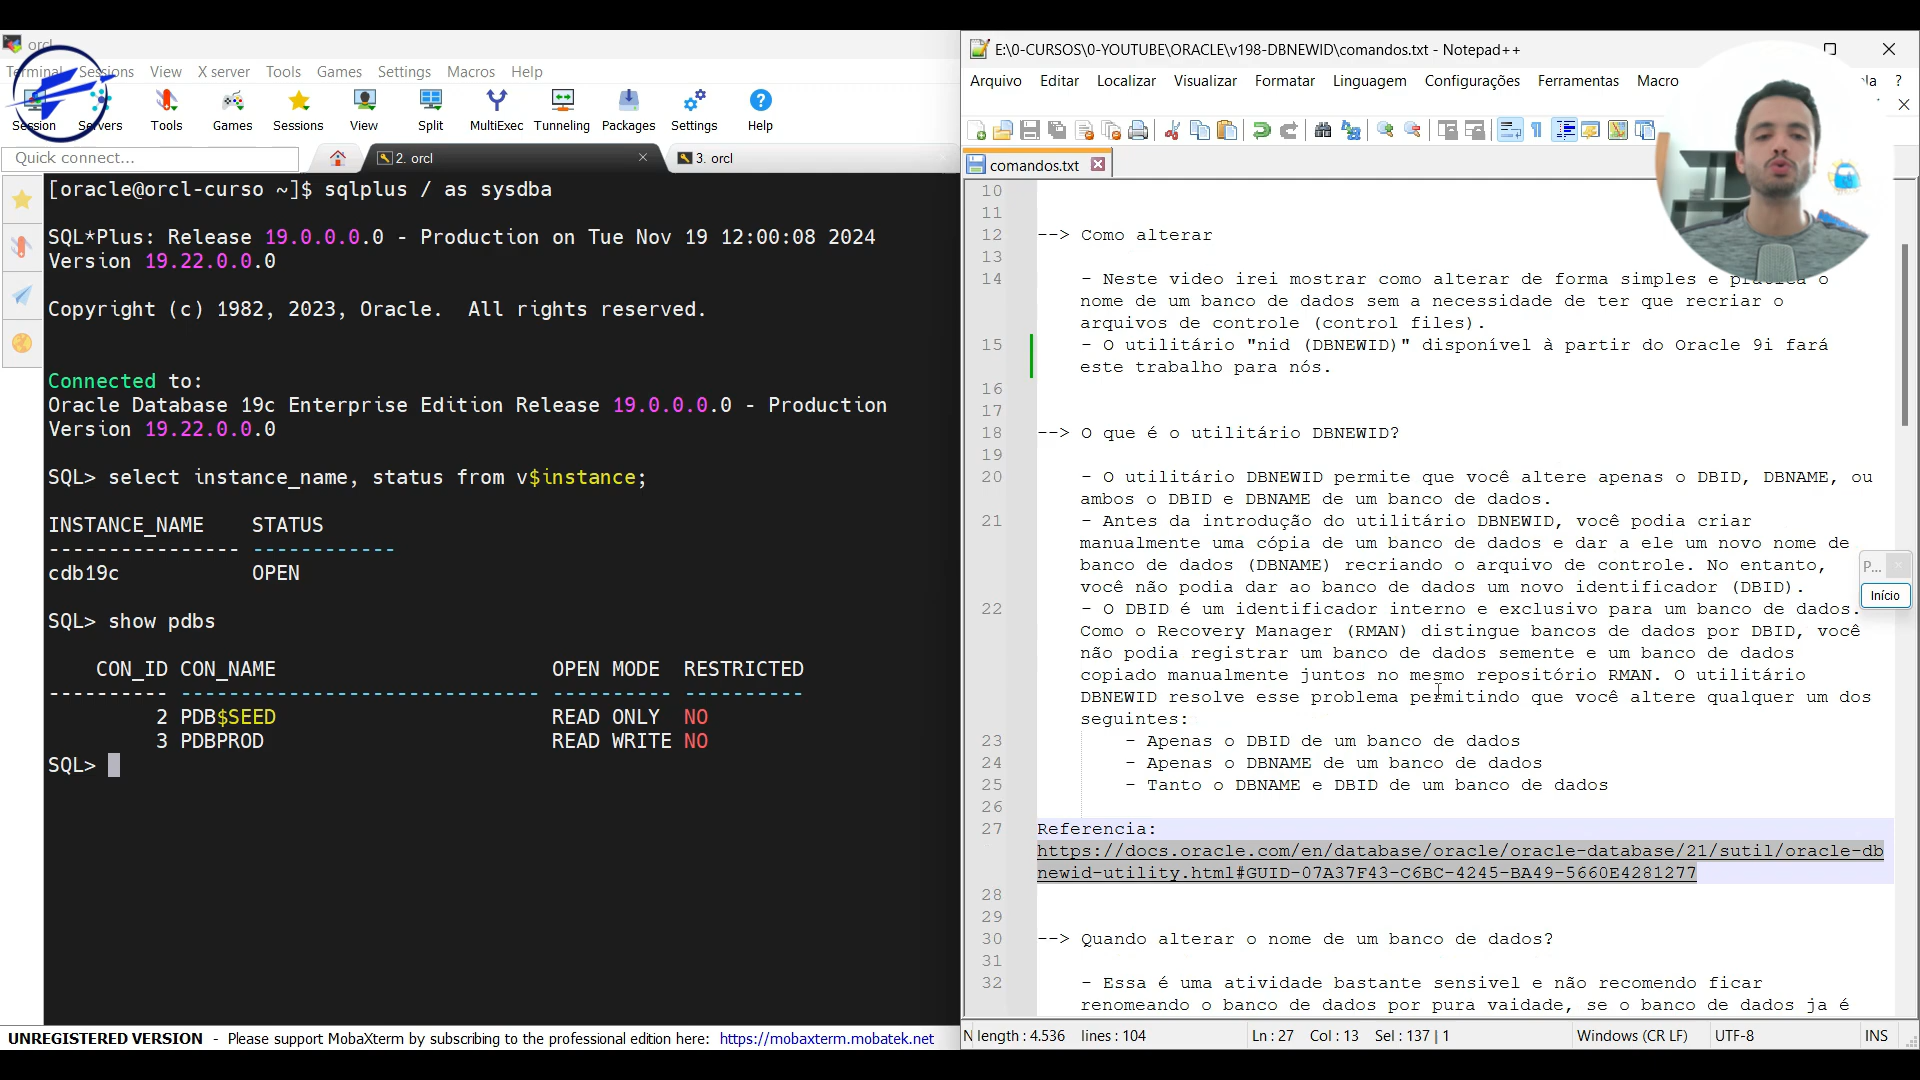 orcl
Terminal Sessions View X server Tools Games Settings Macros Help
Session Servers Tools Games Sessions View Split MultiExec Tunneling Packages Settings Help
Quick connect...
2. orcl
3. orcl
[oracle@orcl-curso ~]$ sqlplus / as sysdba
SQL*Plus: Release 19.0.0.0.0 - Production on Tue Nov 19 12:00:08 2024
Version 19.22.0.0.0
Copyright (c) 1982, 2023, Oracle.  All rights reserved.
Connected to:
Oracle Database 19c Enterprise Edition Release 19.0.0.0.0 - Production
Version 19.22.0.0.0
SQL> select instance_name, status from v$instance;
INSTANCE_NAME    STATUS
---------------- ------------
cdb19c           OPEN
SQL> show pdbs
    CON_ID CON_NAME                       OPEN MODE  RESTRICTED
---------- ------------------------------ ---------- ----------
         2 PDB$SEED                       READ ONLY  NO
         3 PDBPROD                        READ WRITE NO
SQL>
UNREGISTERED VERSION - Please support MobaXterm by subscribing to the professional edition here: https://mobaxterm.mobatek.net
E:\0-CURSOS\0-YOUTUBE\ORACLE\v198-DBNEWID\comandos.txt - Notepad++
Arquivo Editar Localizar Visualizar Formatar Linguagem Configurações Ferramentas Macro ?
comandos.txt
10
11
12 --> Como alterar
13
14 - Neste video irei mostrar como alterar de forma simples e o
nome de um banco de dados sem a necessidade de ter que recriar o
arquivos de controle (control files).
15 - O utilitário "nid (DBNEWID)" disponível à partir do Oracle 9i fará
este trabalho para nós.
16
17
18 --> O que é o utilitário DBNEWID?
19
20 - O utilitário DBNEWID permite que você altere apenas o DBID, DBNAME, ou
ambos o DBID e DBNAME de um banco de dados.
21 - Antes da introdução do utilitário DBNEWID, você podia criar
manualmente uma cópia de um banco de dados e dar a ele um novo nome de
banco de dados (DBNAME) recriando o arquivo de controle. No entanto,
você não podia dar ao banco de dados um novo identificador (DBID).
22 - O DBID é um identificador interno e exclusivo para um banco de dados.
Como o Recovery Manager (RMAN) distingue bancos de dados por DBID, você
não podia registrar um banco de dados semente e um banco de dados
copiado manualmente juntos no mesmo repositório RMAN. O utilitário
DBNEWID resolve esse problema permitindo que você altere qualquer um dos
seguintes:
23 - Apenas o DBID de um banco de dados
24 - Apenas o DBNAME de um banco de dados
25 - Tanto o DBNAME e DBID de um banco de dados
26
27 Referencia:
https://docs.oracle.com/en/database/oracle/oracle-database/21/sutil/oracle-db
newid-utility.html#GUID-07A37F43-C6BC-4245-BA49-5660E4281277
28
29
30 --> Quando alterar o nome de um banco de dados?
31
32 - Essa é uma atividade bastante sensivel e não recomendo ficar
renomeando o banco de dados por pura vaidade, se o banco de dados já é
P...
Início
N length : 4.536 lines : 104 Ln : 27 Col : 13 Sel : 137 | 1 Windows (CR LF) UTF-8 INS